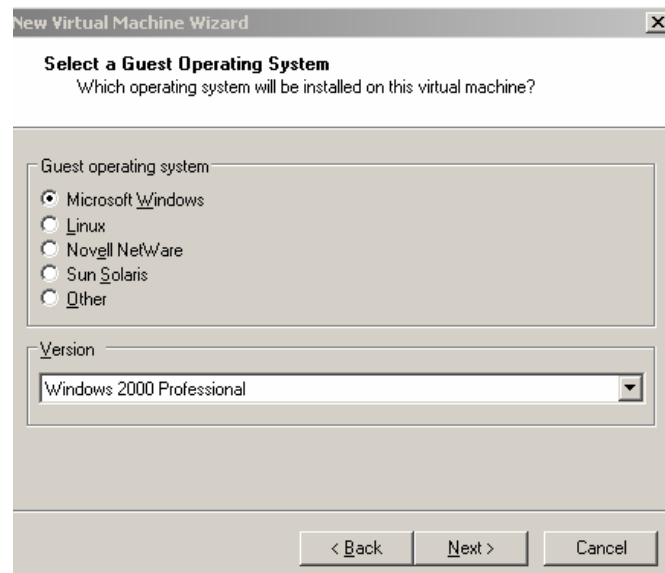 New Virtual Machine Wizard
Select a Guest Operating System
Which operating system will be installed on this virtual machine?
Guest operating system
Microsoft Windows
Linux
Novell NetWare
Sun Solaris
Other
Version
Windows 2000 Professional
< Back
Next >
Cancel